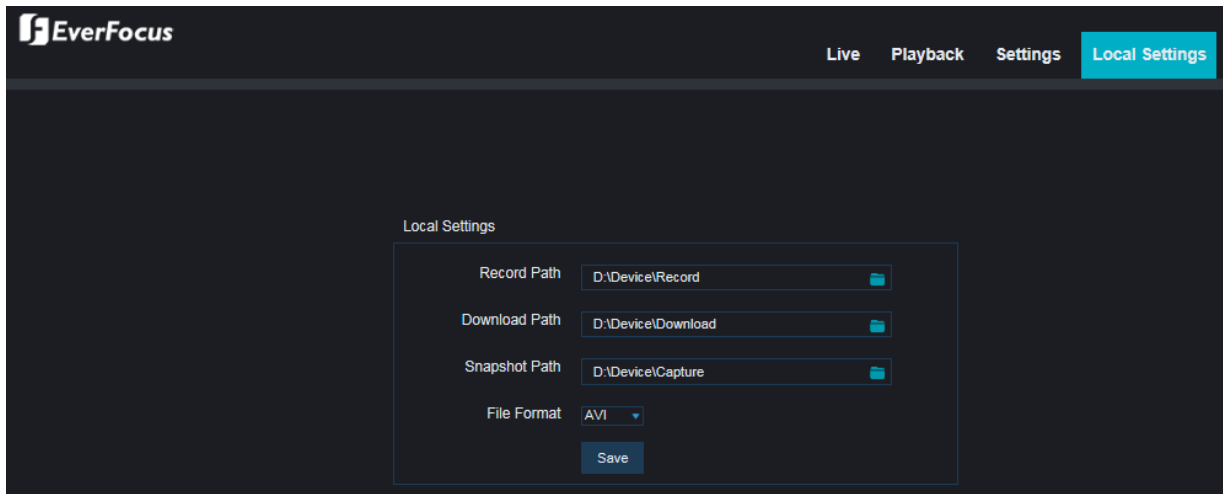 EverFocus
Live Playback Settings Local Settings
Local Settings
Record Path D:\Device\Record
Download Path D:\Device\Download
Snapshot Path D:\Device\Capture
File Format AVI
Save